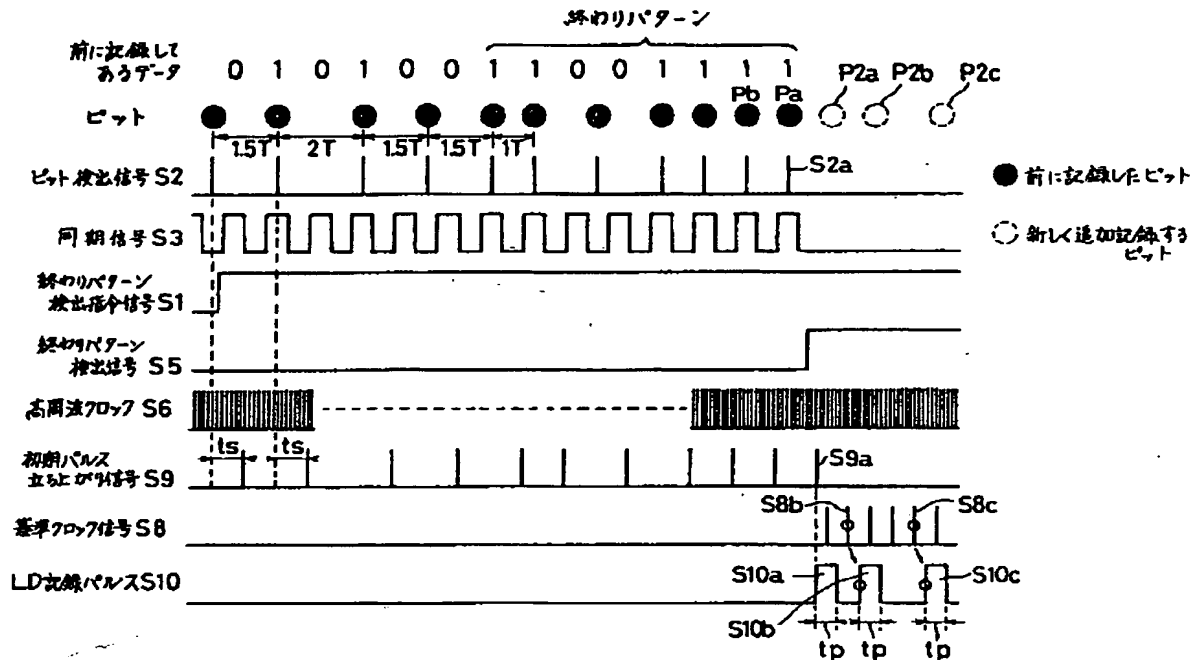 終わりパターン
前に記録して
あるデータ
0 1 0 1 0 0 1 1 0 0 1 1 1 1
Pb Pa P2a P2b P2c
ピット
1.5T 2T 1.5T 1.5T 1T
ピット検出信号 S2
S2a
前に記録したピット
同期信号 S3
新しく追加記録する
ピット
終わりパターン
検出指令信号 S1
終わりパターン
検出信号 S5
高周波クロック S6
ts ts
初期パルス
立ち上がり信号 S9
S9a
S8b S8c
基準クロック信号 S8
LD記録パルス S10
S10a S10c
S10b
tp tp tp